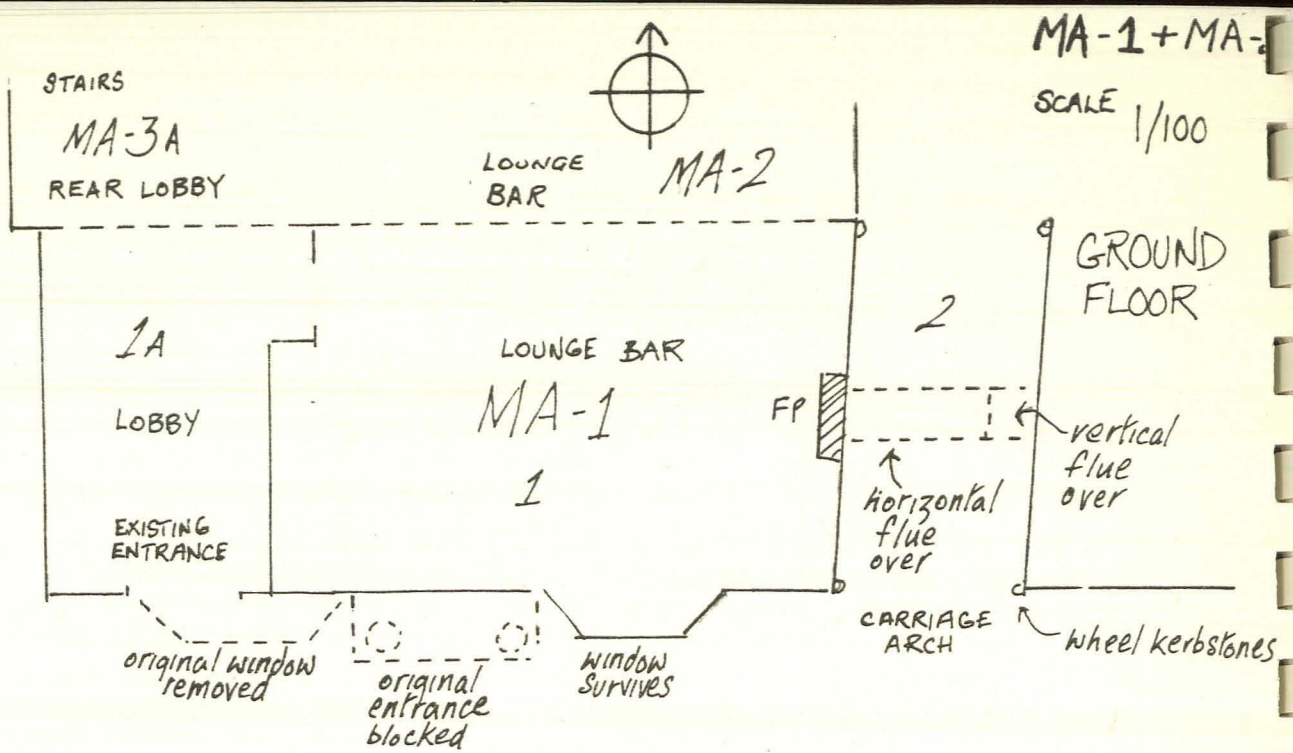 MA-1 + MA-
STAIRS
MA-3A
REAR LOBBY
LOUNGE
BAR
MA-2
SCALE 1/100
GROUND
FLOOR
1A
LOBBY
EXISTING
ENTRANCE
LOUNGE BAR
MA-1
1
FP
2
horizontal
flue
over
vertical
flue
over
CARRIAGE
ARCH
wheel kerbstones
original window
removed
original
entrance
blocked
window
survives